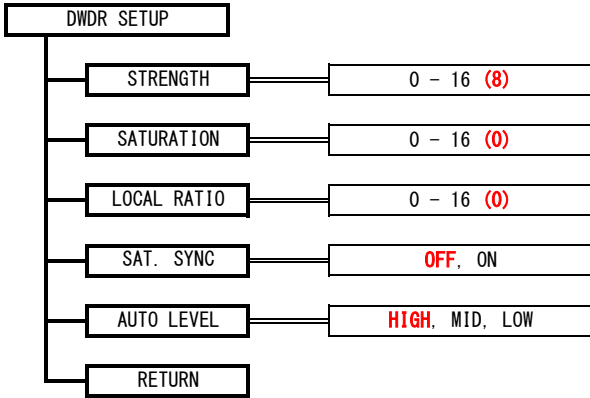 DWDR SETUP
STRENGTH 0 - 16 (8)
SATURATION 0 - 16 (0)
LOCAL RATIO 0 - 16 (0)
SAT. SYNC OFF, ON
AUTO LEVEL HIGH, MID, LOW
RETURN